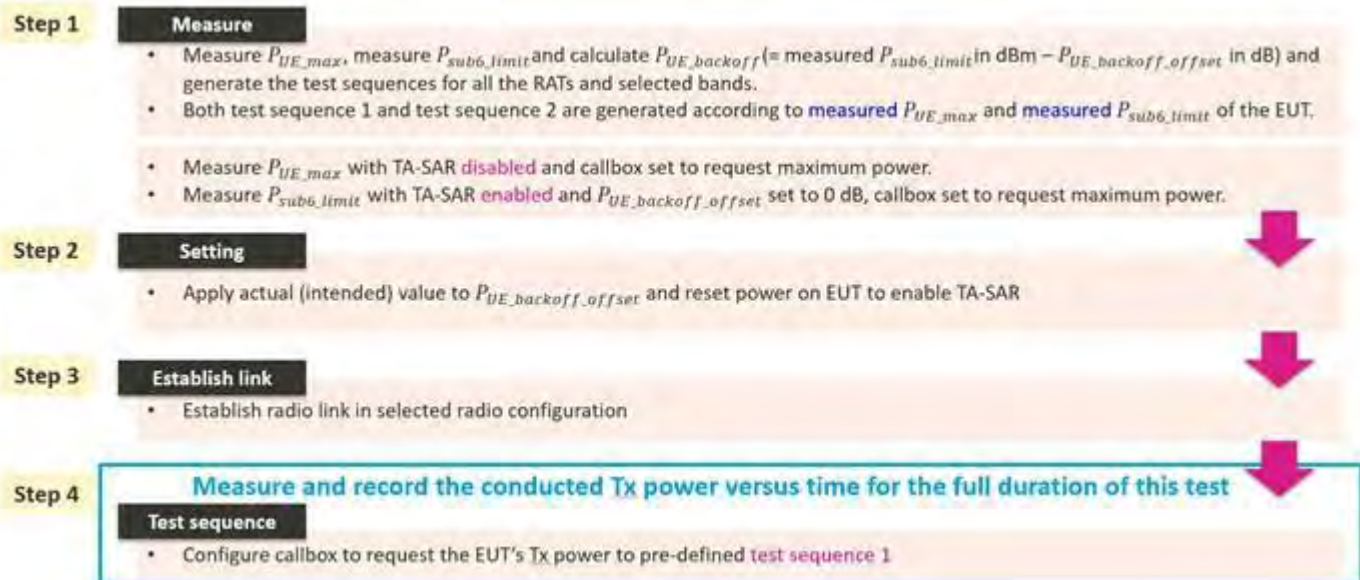 Step 1
Measure
• Measure P_UE_max, measure P_sub6_limit and calculate P_UE_backoff (= measured P_sub6_limit in dBm – P_UE_backoff_offset in dB) and
generate the test sequences for all the RATs and selected bands.
• Both test sequence 1 and test sequence 2 are generated according to measured P_UE_max and measured P_sub6_limit of the EUT.
• Measure P_UE_max with TA-SAR disabled and callbox set to request maximum power.
• Measure P_sub6_limit with TA-SAR enabled and P_UE_backoff_offset set to 0 dB, callbox set to request maximum power.
Step 2
Setting
• Apply actual (intended) value to P_UE_backoff_offset and reset power on EUT to enable TA-SAR
Step 3
Establish link
• Establish radio link in selected radio configuration
Step 4
Measure and record the conducted Tx power versus time for the full duration of this test
Test sequence
• Configure callbox to request the EUT's Tx power to pre-defined test sequence 1